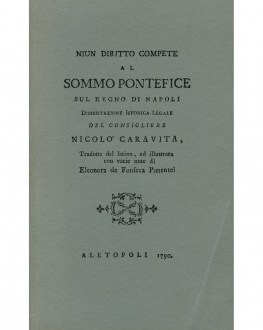 NIUN DIRITTO COMPETE
AL
SOMMO PONTEFICE
SUL REGNO DI NAPOLI
DISSERTAZIONE ISTORICA LEGALE
DEL CONSIGLIERE
NICOLO' CARAVITA,
Tradotta dal latino, ed illustrata
con varie note di
Eleonora de Fonseca Pimentel
ALETOPOLI 1790.